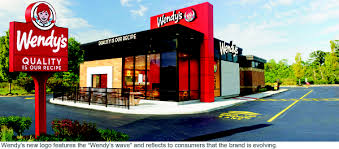 Wendy's
QUALITY
IS OUR RECIPE
QUALITY IS OUR RECIPE
Wendy's
Wendy's new logo features the "Wendy's wave" and reflects to consumers that the brand is evolving.